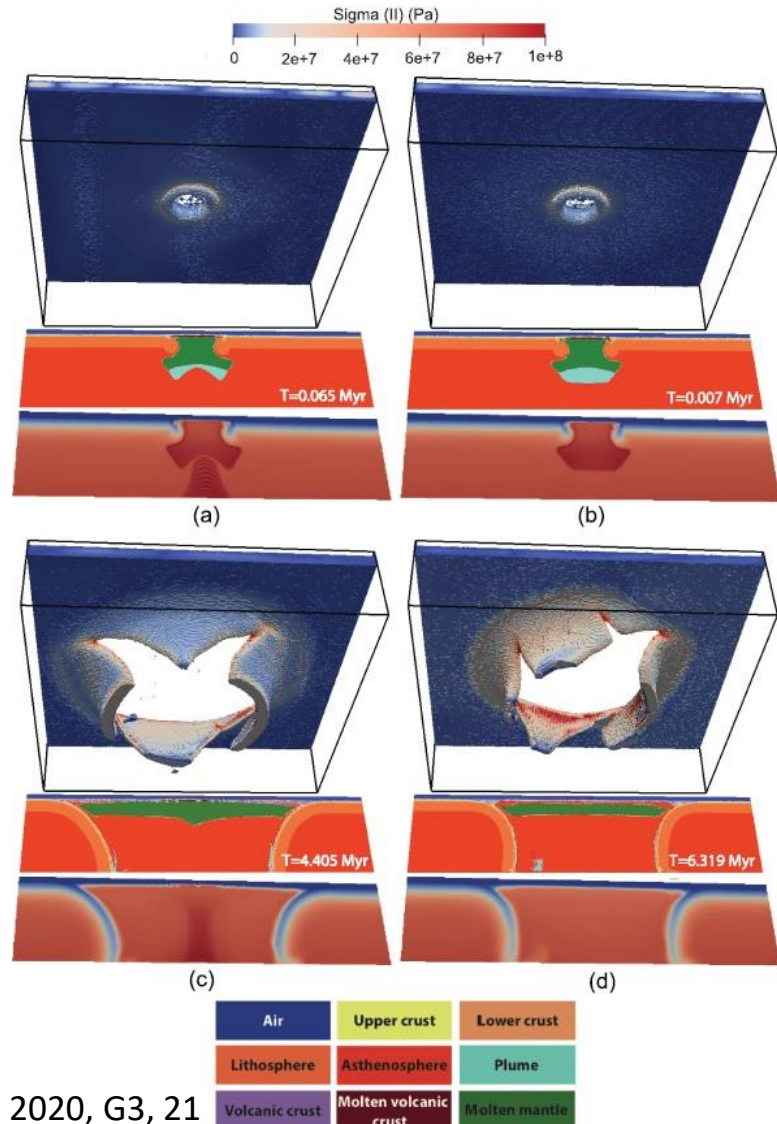 Sigma (II) (Pa)
0 2e+7 4e+7 6e+7 8e+7 1e+8
T=0.065 Myr
T=0.007 Myr
(a)
(b)
T=4.405 Myr
T=6.319 Myr
(c)
(d)
Air
Upper crust
Lower crust
Lithosphere
Asthenosphere
Plume
Volcanic crust
Molten volcanic
crust
Molten mantle
2020, G3, 21